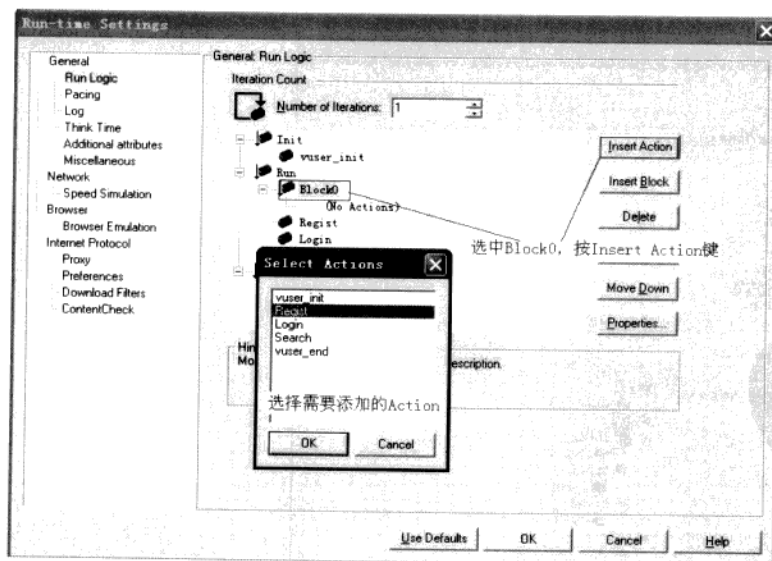 Run-time Settings
General
Run Logic
Pacing
Log
Think Time
Additional attributes
Miscellaneous
Network
Speed Simulation
Browser
Browser Emulation
Internet Protocol
Proxy
Preferences
Download Filters
ContentCheck
General: Run Logic
Iteration Count
Number of Iterations: 1
Init
vuser_init
Run
Block0
(No Actions)
Regist
Login
Insert Action
Insert Block
Delete
选中Block0, 按Insert Action键
Move Down
Properties...
Select Actions
vuser_init
Regist
Login
Search
vuser_end
选择需要添加的Action
OK
Cancel
escription.
Use Defaults
OK
Cancel
Help